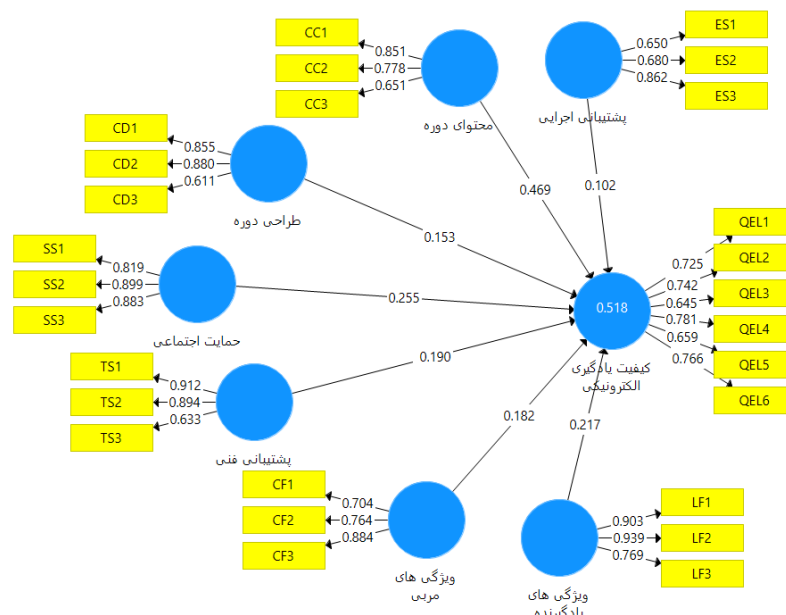 CC1
CC2
CC3
0.851
0.778
0.651
محتوای دوره
0.469
ES1
ES2
ES3
0.650
0.680
0.862
پشتیبانی اجرایی
0.102
CD1
CD2
CD3
0.855
0.880
0.611
طراحی دوره
0.153
SS1
SS2
SS3
0.819
0.899
0.883
حمایت اجتماعی
0.255
QEL1
QEL2
QEL3
QEL4
QEL5
QEL6
0.725
0.742
0.645
0.781
0.659
0.766
0.518
کیفیت یادگیری
الکترونیکی
TS1
TS2
TS3
0.912
0.894
0.633
پشتیبانی فنی
0.190
CF1
CF2
CF3
0.704
0.764
0.884
ویژگی های
مربی
0.182
LF1
LF2
LF3
0.903
0.939
0.769
ویژگی های
یادگیرنده
0.217